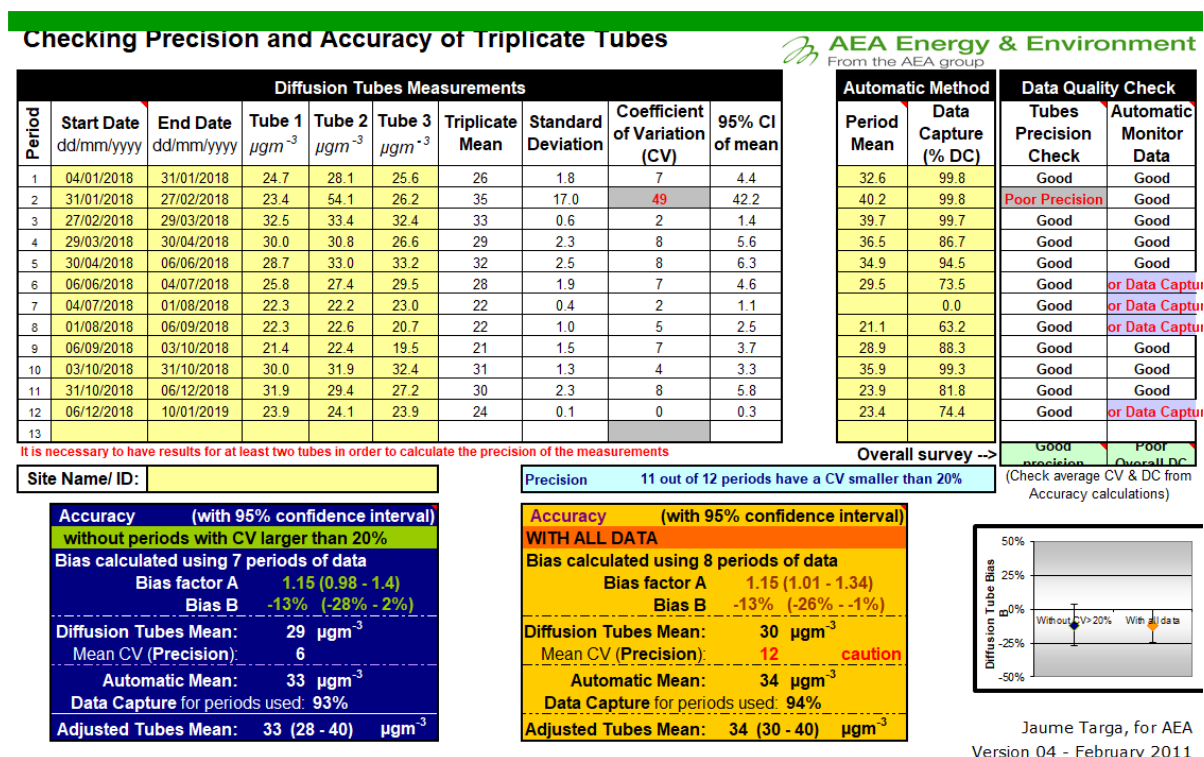 Checking Precision and Accuracy of Triplicate Tubes
AEA Energy & Environment
From the AEA group
Diffusion Tubes Measurements
Automatic Method
Data Quality Check
Period Start Date dd/mm/yyyy End Date dd/mm/yyyy Tube 1 µgm-3 Tube 2 µgm-3 Tube 3 µgm-3 Triplicate Mean Standard Deviation Coefficient of Variation (CV) 95% CI of mean Period Mean Data Capture (% DC) Tubes Precision Check Automatic Monitor Data
1 04/01/2018 31/01/2018 24.7 28.1 25.6 26 1.8 7 4.4 32.6 99.8 Good Good
2 31/01/2018 27/02/2018 23.4 54.1 26.2 35 17.0 49 42.2 40.2 99.8 Poor Precision Good
3 27/02/2018 29/03/2018 32.5 33.4 32.4 33 0.6 2 1.4 39.7 99.7 Good Good
4 29/03/2018 30/04/2018 30.0 30.8 26.6 29 2.3 8 5.6 36.5 86.7 Good Good
5 30/04/2018 06/06/2018 28.7 33.0 33.2 32 2.5 8 6.3 34.9 94.5 Good Good
6 06/06/2018 04/07/2018 25.8 27.4 29.5 28 1.9 7 4.6 29.5 73.5 Good or Data Captur
7 04/07/2018 01/08/2018 22.3 22.2 23.0 22 0.4 2 1.1 0.0 Good or Data Captur
8 01/08/2018 06/09/2018 22.3 22.6 20.7 22 1.0 5 2.5 21.1 63.2 Good or Data Captur
9 06/09/2018 03/10/2018 21.4 22.4 19.5 21 1.5 7 3.7 28.9 88.3 Good Good
10 03/10/2018 31/10/2018 30.0 31.9 32.4 31 1.3 4 3.3 35.9 99.3 Good Good
11 31/10/2018 06/12/2018 31.9 29.4 27.2 30 2.3 8 5.8 23.9 81.8 Good Good
12 06/12/2018 10/01/2019 23.9 24.1 23.9 24 0.1 0 0.3 23.4 74.4 Good or Data Captur
13
It is necessary to have results for at least two tubes in order to calculate the precision of the measurements
Overall survey --> Good precision Poor Overall DC
Site Name/ ID:
Precision 11 out of 12 periods have a CV smaller than 20%
(Check average CV & DC from Accuracy calculations)
Accuracy (with 95% confidence interval)
without periods with CV larger than 20%
Bias calculated using 7 periods of data
Bias factor A 1.15 (0.98 - 1.4)
Bias B -13% (-28% - 2%)
Diffusion Tubes Mean: 29 µgm-3
Mean CV (Precision): 6
Automatic Mean: 33 µgm-3
Data Capture for periods used: 93%
Adjusted Tubes Mean: 33 (28 - 40) µgm-3
Accuracy (with 95% confidence interval)
WITH ALL DATA
Bias calculated using 8 periods of data
Bias factor A 1.15 (1.01 - 1.34)
Bias B -13% (-26% - -1%)
Diffusion Tubes Mean: 30 µgm-3
Mean CV (Precision): 12 caution
Automatic Mean: 34 µgm-3
Data Capture for periods used: 94%
Adjusted Tubes Mean: 34 (30 - 40) µgm-3
Diffusion Tube Bias B
50%
25%
0%
-25%
-50%
Without CV>20%
With all data
Jaume Targa, for AEA
Version 04 - February 2011